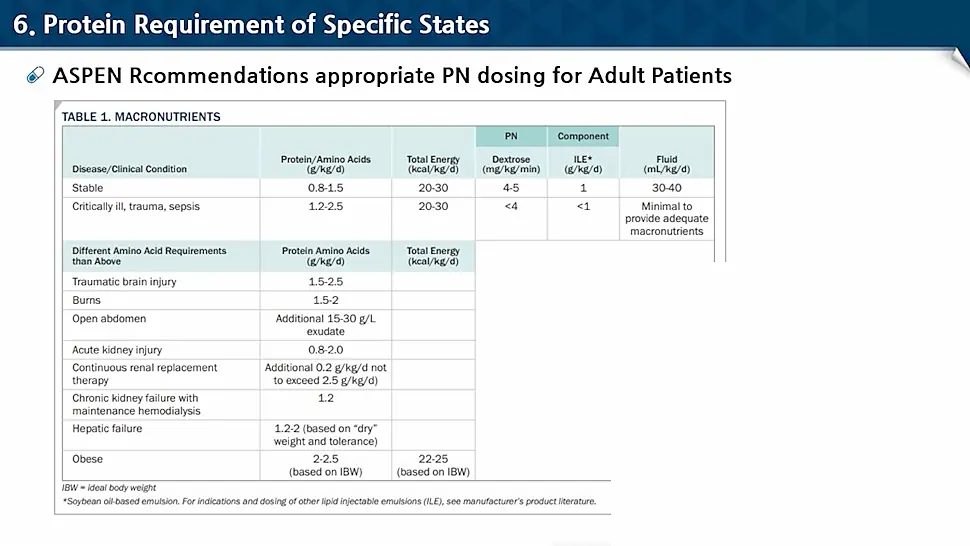 6. Protein Requirement of Specific States
ASPEN Rcommendations appropriate PN dosing for Adult Patients
TABLE 1. MACRONUTRIENTS
PN Component
Disease/Clinical Condition Protein/Amino Acids (g/kg/d) Total Energy (kcal/kg/d) Dextrose (mg/kg/min) ILE* (g/kg/d) Fluid (mL/kg/d)
Stable 0.8-1.5 20-30 4-5 1 30-40
Critically ill, trauma, sepsis 1.2-2.5 20-30 <4 <1 Minimal to provide adequate macronutrients
Different Amino Acid Requirements than Above Protein Amino Acids (g/kg/d) Total Energy (kcal/kg/d)
Traumatic brain injury 1.5-2.5
Burns 1.5-2
Open abdomen Additional 15-30 g/L exudate
Acute kidney injury 0.8-2.0
Continuous renal replacement therapy Additional 0.2 g/kg/d not to exceed 2.5 g/kg/d)
Chronic kidney failure with maintenance hemodialysis 1.2
Hepatic failure 1.2-2 (based on “dry” weight and tolerance)
Obese 2-2.5 (based on IBW) 22-25 (based on IBW)
IBW = ideal body weight
*Soybean oil-based emulsion. For indications and dosing of other lipid injectable emulsions (ILE), see manufacturer's product literature.